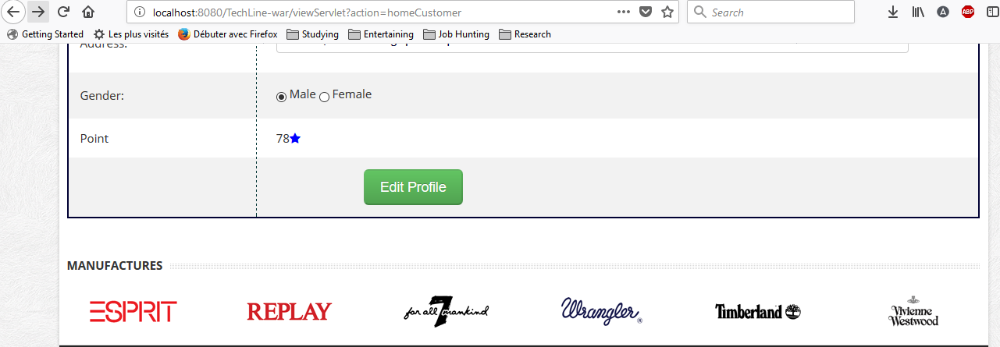 localhost:8080/TechLine-war/viewServlet?action=homeCustomer
Search
ABP
Getting Started Les plus visités Débuter avec Firefox Studying Entertaining Job Hunting Research
Address:
Gender: Male Female
Point 78
Edit Profile
MANUFACTURES
ESPRIT REPLAY for all 7 mankind Wrangler® Timberland Vivienne
Westwood